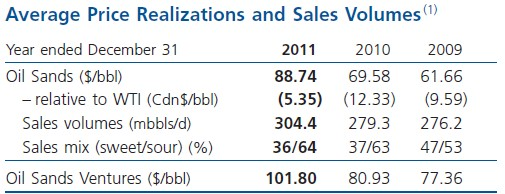 Average Price Realizations and Sales Volumes(1)
Year ended December 31 2011 2010 2009
Oil Sands ($/bbl) 88.74 69.58 61.66
– relative to WTI (Cdn$/bbl) (5.35) (12.33) (9.59)
Sales volumes (mbbls/d) 304.4 279.3 276.2
Sales mix (sweet/sour) (%) 36/64 37/63 47/53
Oil Sands Ventures ($/bbl) 101.80 80.93 77.36